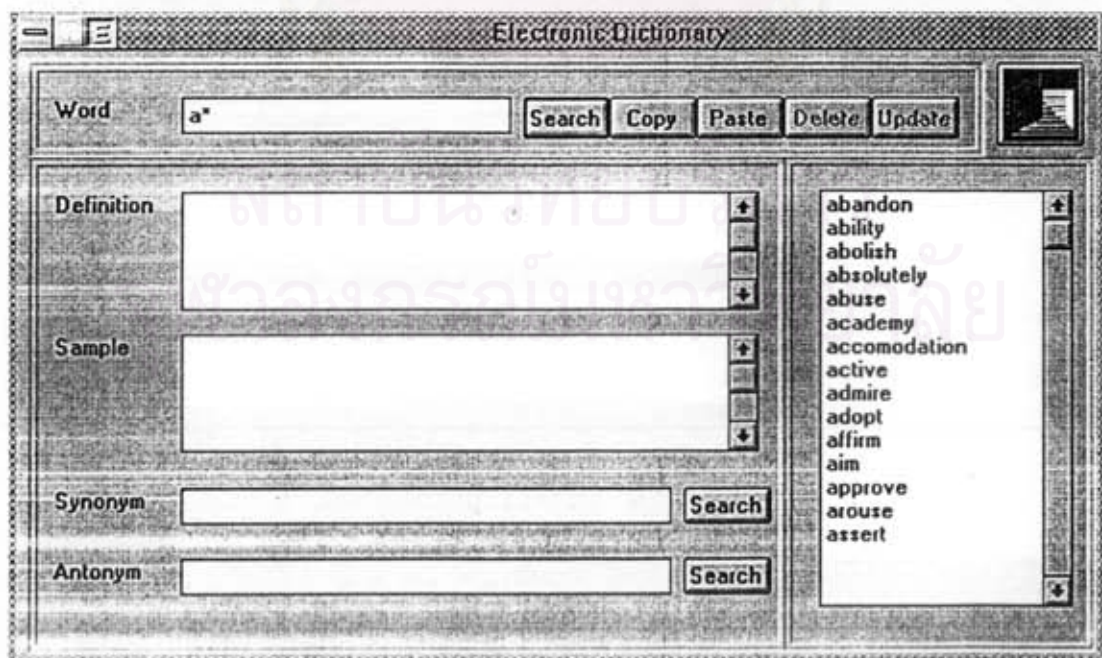 Electronic Dictionary
Word a* Search Copy Paste Delete Update
Definition
Sample
Synonym Search
Antonym Search
abandon
ability
abolish
absolutely
abuse
academy
accomodation
active
admire
adopt
affirm
aim
approve
arouse
assert